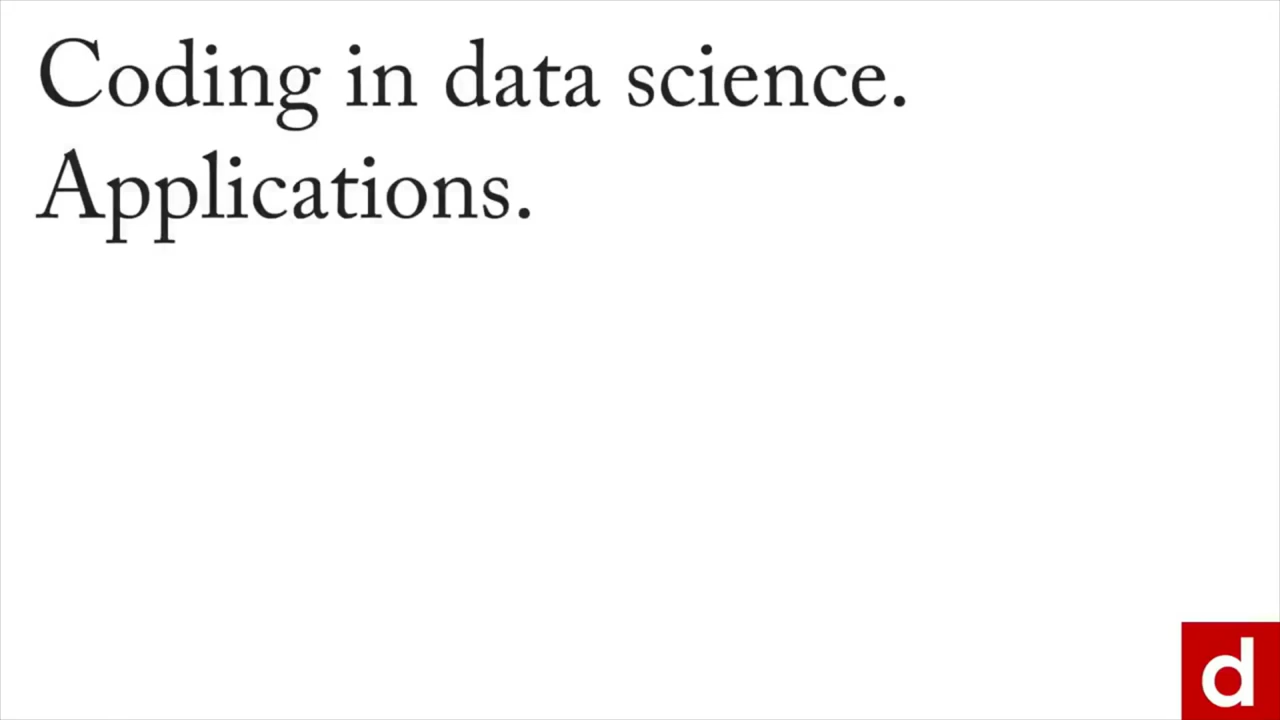 Coding in data science.
Applications.
d